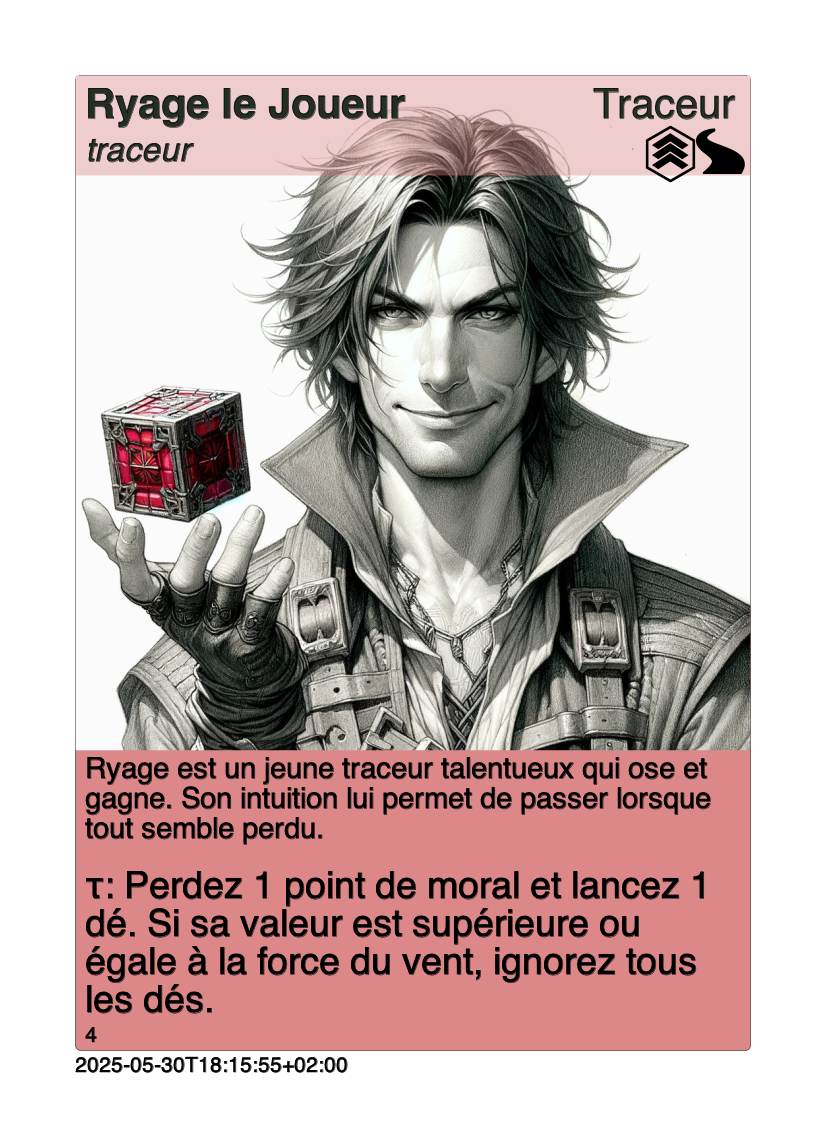 Ryage le Joueur
Traceur
traceur
Ryage est un jeune traceur talentueux qui ose et
gagne. Son intuition lui permet de passer lorsque
tout semble perdu.
τ: Perdez 1 point de moral et lancez 1
dé. Si sa valeur est supérieure ou
égale à la force du vent, ignorez tous
les dés.
4
2025-05-30T18:15:55+02:00